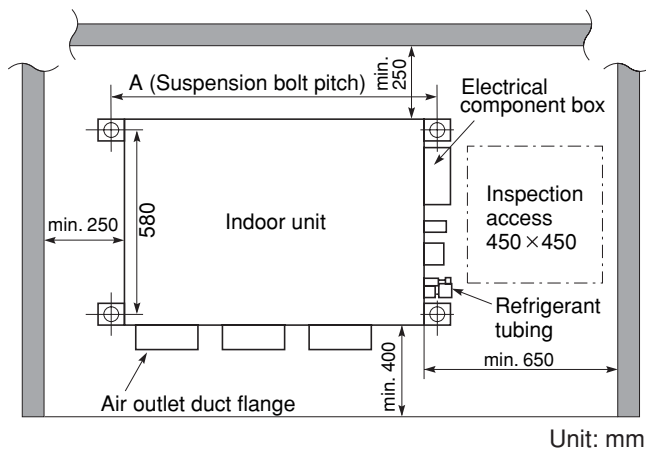 A (Suspension bolt pitch)
min.
250
Electrical
component box
min. 250
580
Indoor unit
Inspection
access
450×450
Refrigerant
tubing
min. 400
min. 650
Air outlet duct flange
Unit: mm